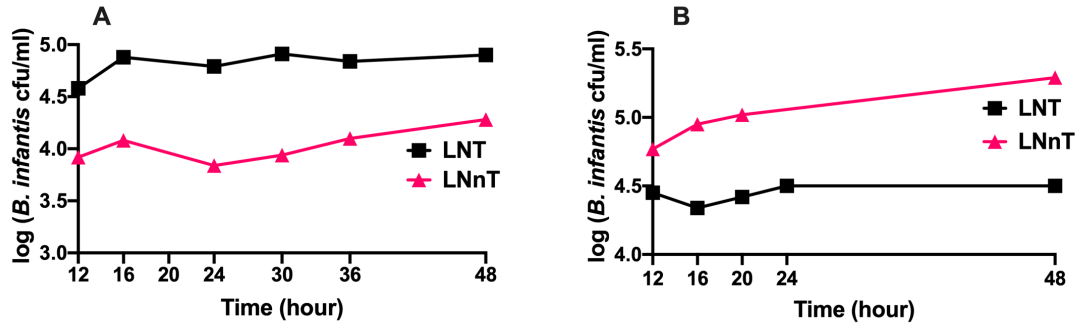 A
log (B. infantis cfu/ml)
5.0
4.5
4.0
3.5
3.0
12 16 20 24 30 36 48
Time (hour)
LNT
LNnT
B
log (B. infantis cfu/ml)
5.5
5.0
4.5
4.0
12 16 20 24 48
Time (hour)
LNT
LNnT